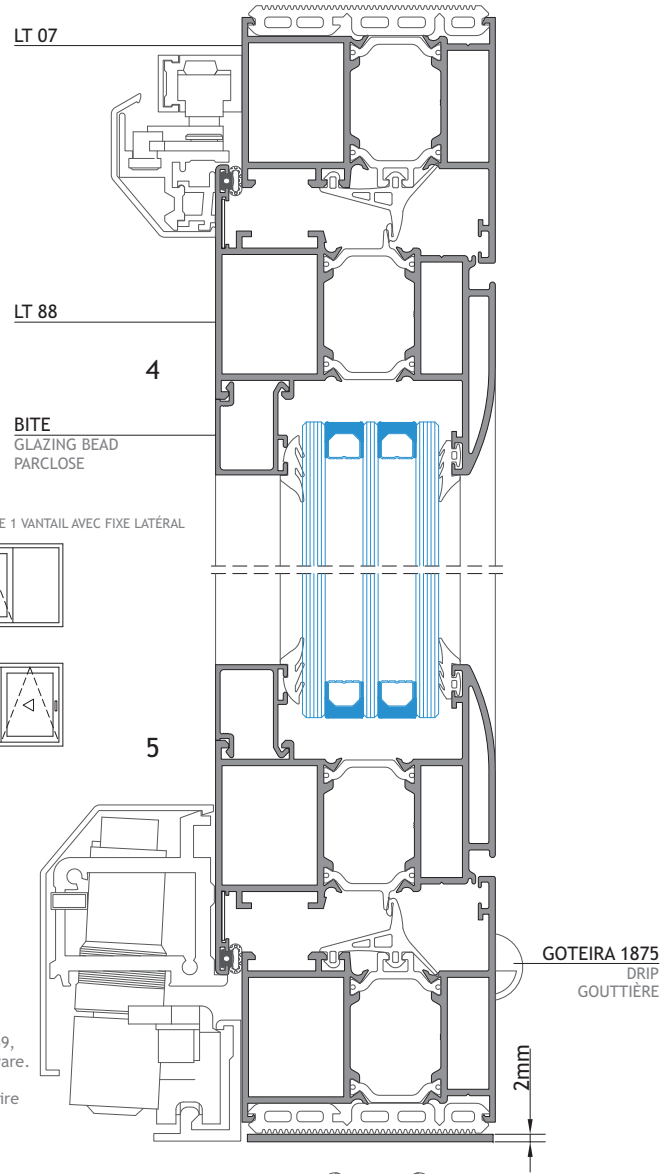 LT 07
LT 88
4
BITE
GLAZING BEAD
PARCLOSE
E 1 VANTAIL AVEC FIXE LATÉRAL
5
GOTEIRA 1875
DRIP
GOUTTIÈRE
9,
are.
ire
2mm